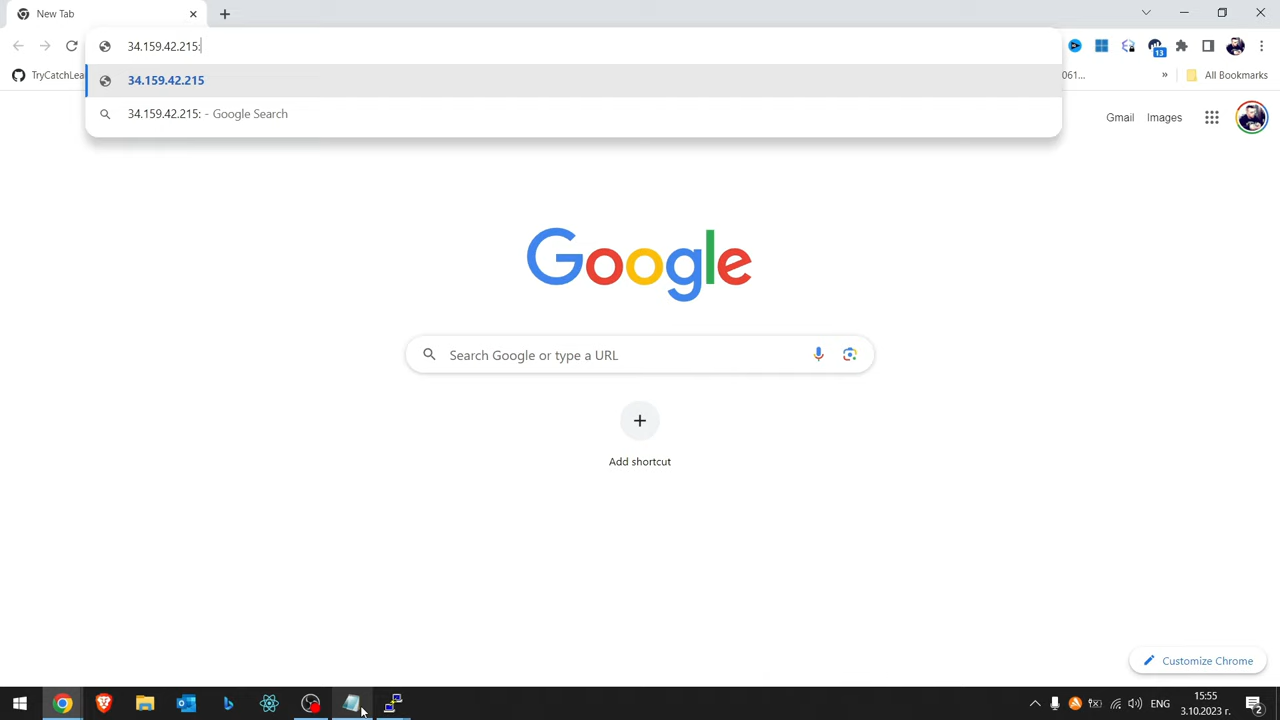 New Tab
34.159.42.215:
TryCatchLea
34.159.42.215
34.159.42.215: - Google Search
13
061...
»
All Bookmarks
Gmail
Images
Google
Search Google or type a URL
Add shortcut
Customize Chrome
ENG
15:55
3.10.2023 г.
2